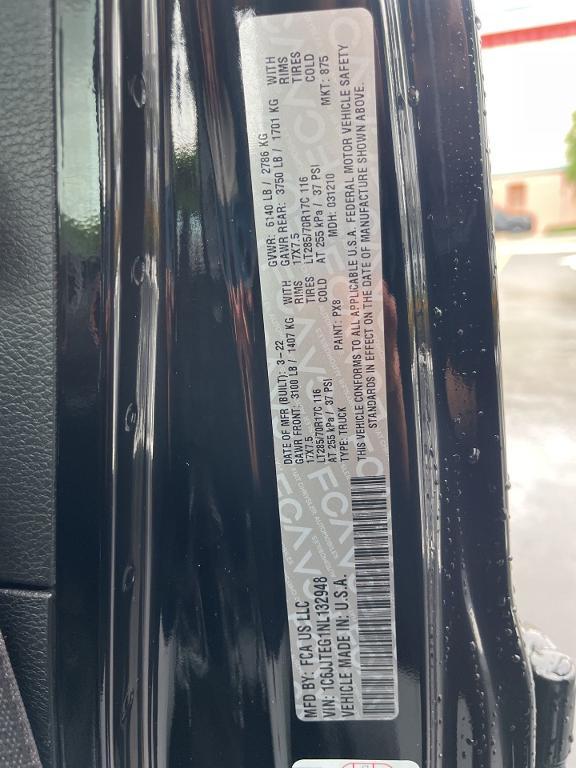 MFD BY: FCA US LLC
DATE OF MFR (BUILT): 3-22
GVWR: 6140 LB / 2786 KG
GAWR FRONT: 3100 LB / 1407 KG WITH
GAWR REAR: 3750 LB / 1701 KG WITH
17X7.5 RIMS
17X7.5 RIMS
LT285/70R17C 116 TIRES
LT285/70R17C 116 TIRES
AT 255 kPa / 37 PSI COLD
AT 255 kPa / 37 PSI COLD
VIN: 1C6JJTEG1NL132948
TYPE: TRUCK
PAINT: PX8
MDH: 031210
MKT: 875
VEHICLE MADE IN: U.S.A.
THIS VEHICLE CONFORMS TO ALL APPLICABLE U.S.A. FEDERAL MOTOR VEHICLE SAFETY
STANDARDS IN EFFECT ON THE DATE OF MANUFACTURE SHOWN ABOVE.
FCA